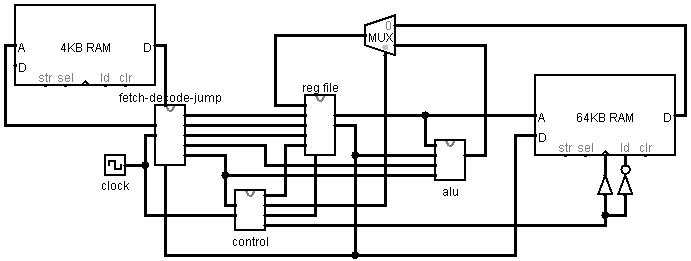 0
MUX
A 4KB RAM D
D
str sel ld clr
fetch-decode-jump
reg file
A 64KB RAM D
D
str sel ld clr
clock
alu
control